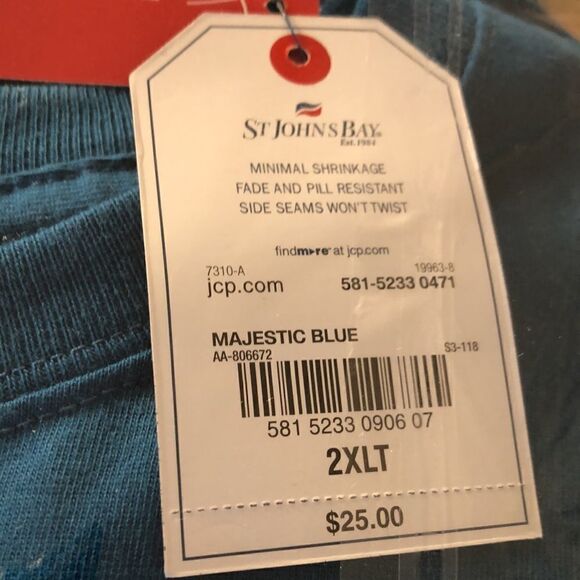 ST JOHN'S BAY®
Est. 1984
MINIMAL SHRINKAGE
FADE AND PILL RESISTANT
SIDE SEAMS WON'T TWIST
findmore at jcp.com
7310-A 19963-8
jcp.com 581-5233 0471
MAJESTIC BLUE
AA-806672 S3-118
581 5233 0906 07
2XLT
$25.00